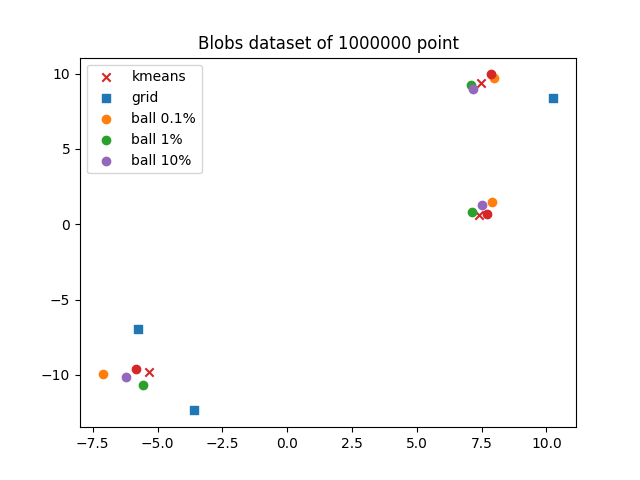 Blobs dataset of 1000000 point
kmeans
grid
ball 0.1%
ball 1%
ball 10%
10
5
0
−5
−10
−7.5 −5.0 −2.5 0.0 2.5 5.0 7.5 10.0